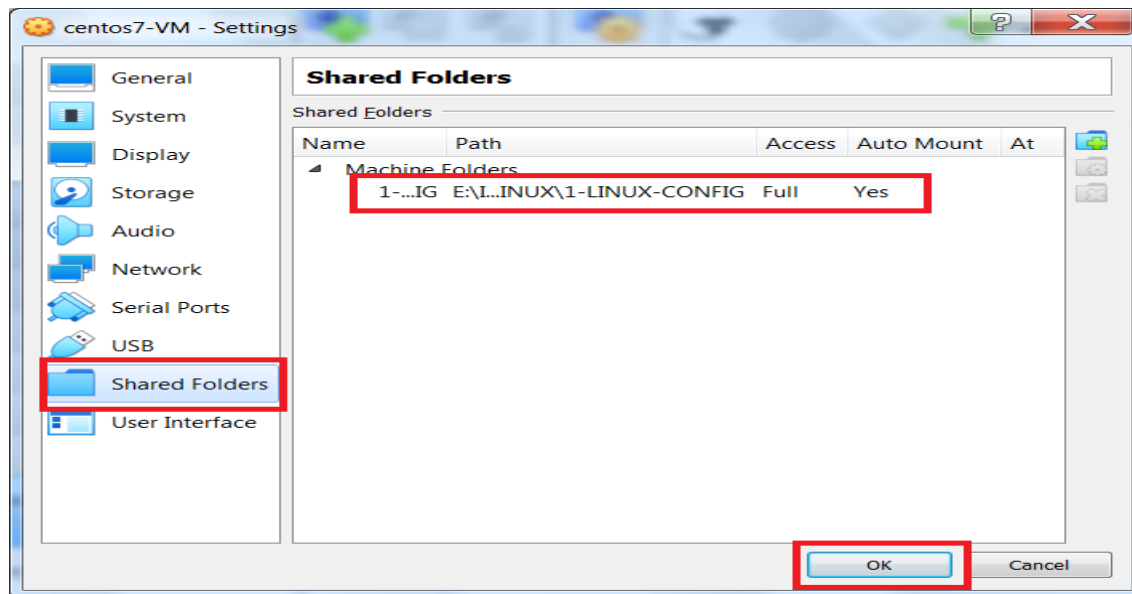 centos7-VM - Settings
General
System
Display
Storage
Audio
Network
Serial Ports
USB
Shared Folders
User Interface
Shared Folders
Shared Folders
Name Path Access Auto Mount At
Machine Folders
1-...IG E:\I...INUX\1-LINUX-CONFIG Full Yes
OK Cancel